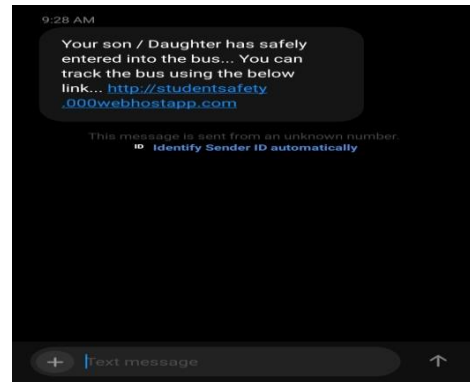 9:28 AM
Your son / Daughter has safely
entered into the bus... You can
track the bus using the below
link... http://studentsafety
.000webhostapp.com
This message is sent from an unknown number.
ID Identify Sender ID automatically
Text message